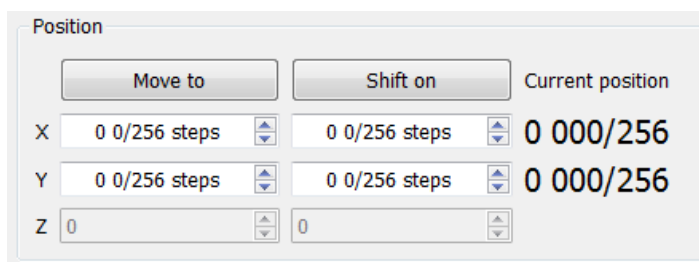 Position
Move to Shift on Current position
X 0 0/256 steps 0 0/256 steps 0 000/256
Y 0 0/256 steps 0 0/256 steps 0 000/256
Z 0 0